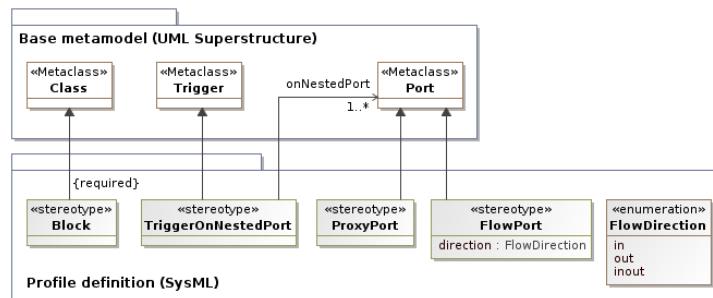 Base metamodel (UML Superstructure)
«Metaclass»
Class
«Metaclass»
Trigger
onNestedPort
1..*
«Metaclass»
Port
{required}
«stereotype»
Block
«stereotype»
TriggerOnNestedPort
«stereotype»
ProxyPort
«stereotype»
FlowPort
direction : FlowDirection
«enumeration»
FlowDirection
in
out
inout
Profile definition (SysML)